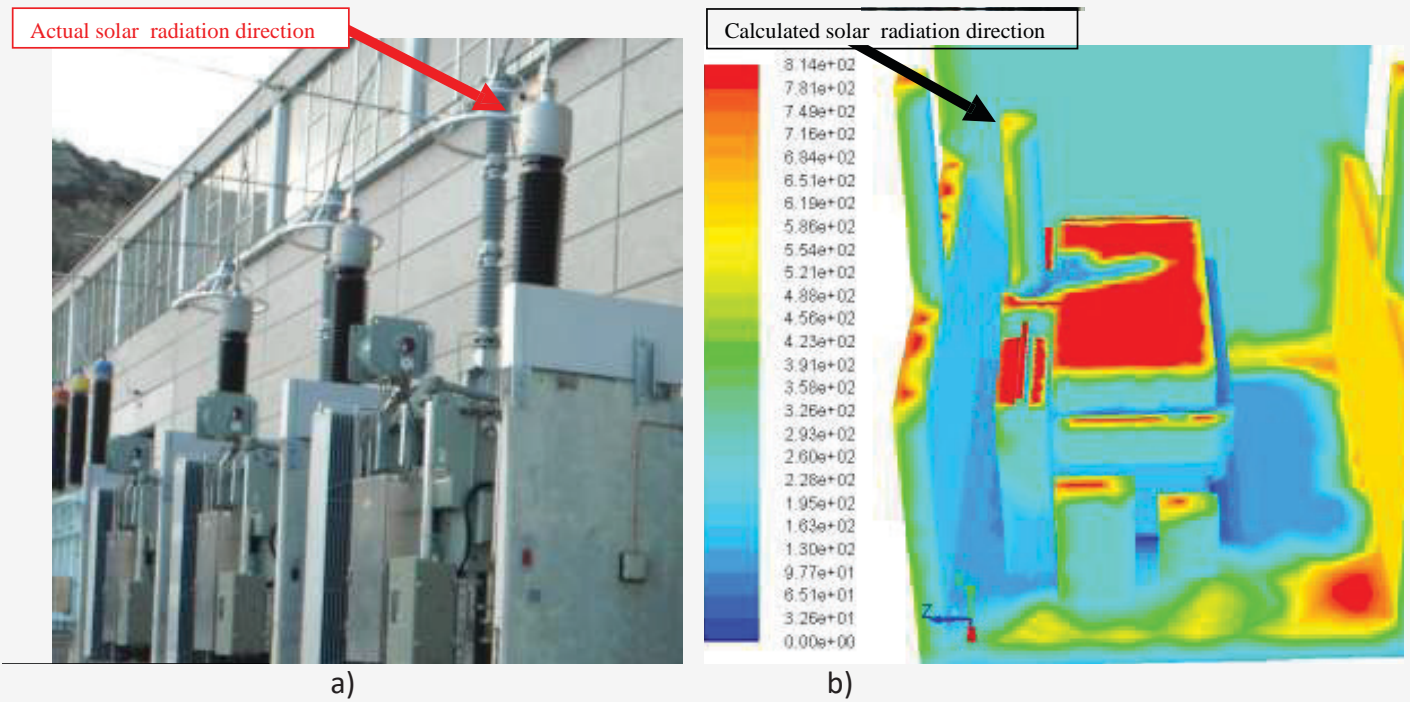 Actual solar radiation direction
Calculated solar radiation direction
8.14e+02
7.81e+02
7.49e+02
7.16e+02
6.84e+02
6.51e+02
6.19e+02
5.86e+02
5.54e+02
5.21e+02
4.88e+02
4.56e+02
4.23e+02
3.91e+02
3.58e+02
3.26e+02
2.93e+02
2.60e+02
2.28e+02
1.95e+02
1.63e+02
1.30e+02
9.77e+01
6.51e+01
3.26e+01
0.00e+00
Z
a)
b)